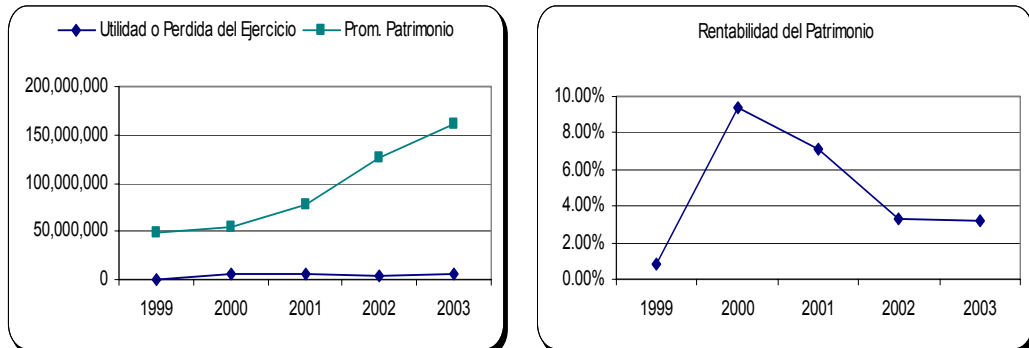 Utilidad o Perdida del Ejercicio Prom. Patrimonio
200,000,000
150,000,000
100,000,000
50,000,000
0
1999 2000 2001 2002 2003
Rentabilidad del Patrimonio
10.00%
8.00%
6.00%
4.00%
2.00%
0.00%
1999 2000 2001 2002 2003